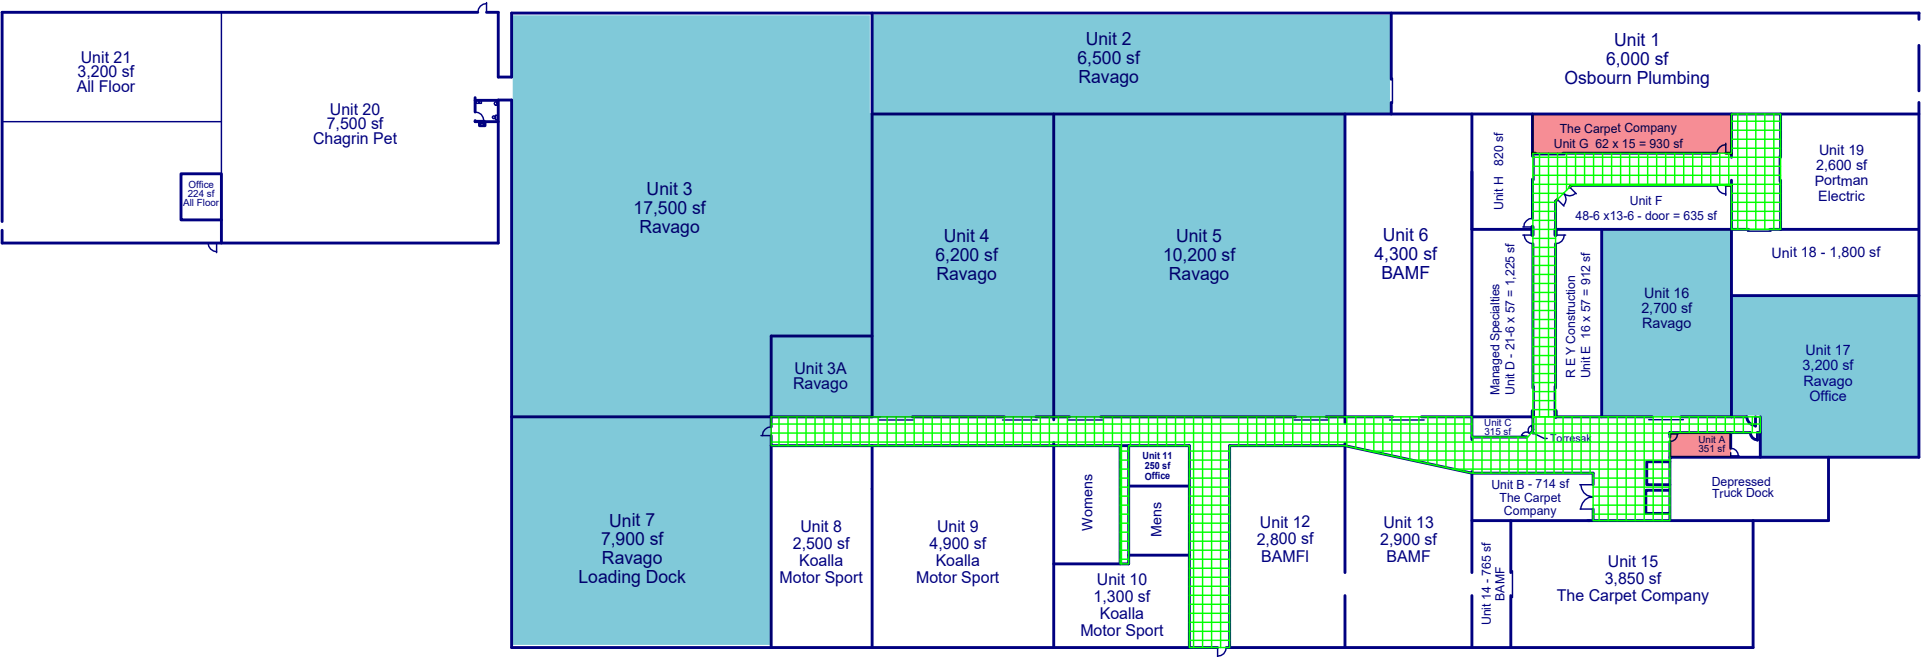 Unit 21
3,200 sf
All Floor
Unit 20
7,500 sf
Chagrin Pet
Office
224 sf
All Floor
Unit 3
17,500 sf
Ravago
Unit 2
6,500 sf
Ravago
Unit 1
6,000 sf
Osbourn Plumbing
Unit 4
6,200 sf
Ravago
Unit 5
10,200 sf
Ravago
Unit 6
4,300 sf
BAMF
Unit H 820 sf
The Carpet Company
Unit G 62 x 15 = 930 sf
Unit 19
2,600 sf
Portman
Electric
Unit F
48-6 x13-6 - door = 635 sf
Managed Specialties
Unit D - 21-6 x 57 = 1,225 sf
R E Y Construction
Unit E 16 x 57 = 912 sf
Unit 16
2,700 sf
Ravago
Unit 18 - 1,800 sf
Unit 17
3,200 sf
Ravago
Office
Unit 3A
Ravago
Unit C
315 sf
Torresak
Unit A
351 sf
Unit 7
7,900 sf
Ravago
Loading Dock
Unit 8
2,500 sf
Koalla
Motor Sport
Unit 9
4,900 sf
Koalla
Motor Sport
Womens
Unit 11
250 sf
Office
Mens
Unit 10
1,300 sf
Koalla
Motor Sport
Unit 12
2,800 sf
BAMFI
Unit 13
2,900 sf
BAMF
Unit B - 714 sf
The Carpet
Company
Depressed
Truck Dock
Unit 14 - 765 sf
BAMF
Unit 15
3,850 sf
The Carpet Company